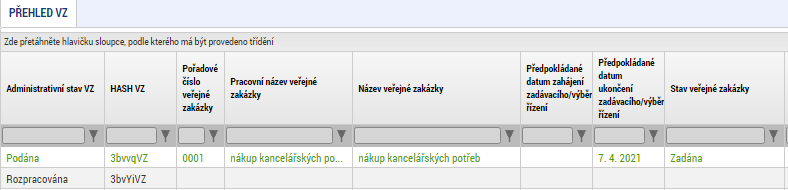 PŘEHLED VZ
Zde přetáhněte hlavičku sloupce, podle kterého má být provedeno třídění
Administrativní stav VZ
HASH VZ
Pořadové
číslo
veřejné
zakázky
Pracovní název veřejné
zakázky
Název veřejné zakázky
Předpokládané
datum zahájení
zadávacího/výběr
řízení
Předpokládané
datum
ukončení
zadávacího/výběr
řízení
Stav veřejné zakázky
Podána 3bvvqVZ 0001 nákup kancelářských po... nákup kancelářských potřeb 7. 4. 2021 Zadána
Rozpracována 3bvYiVZ